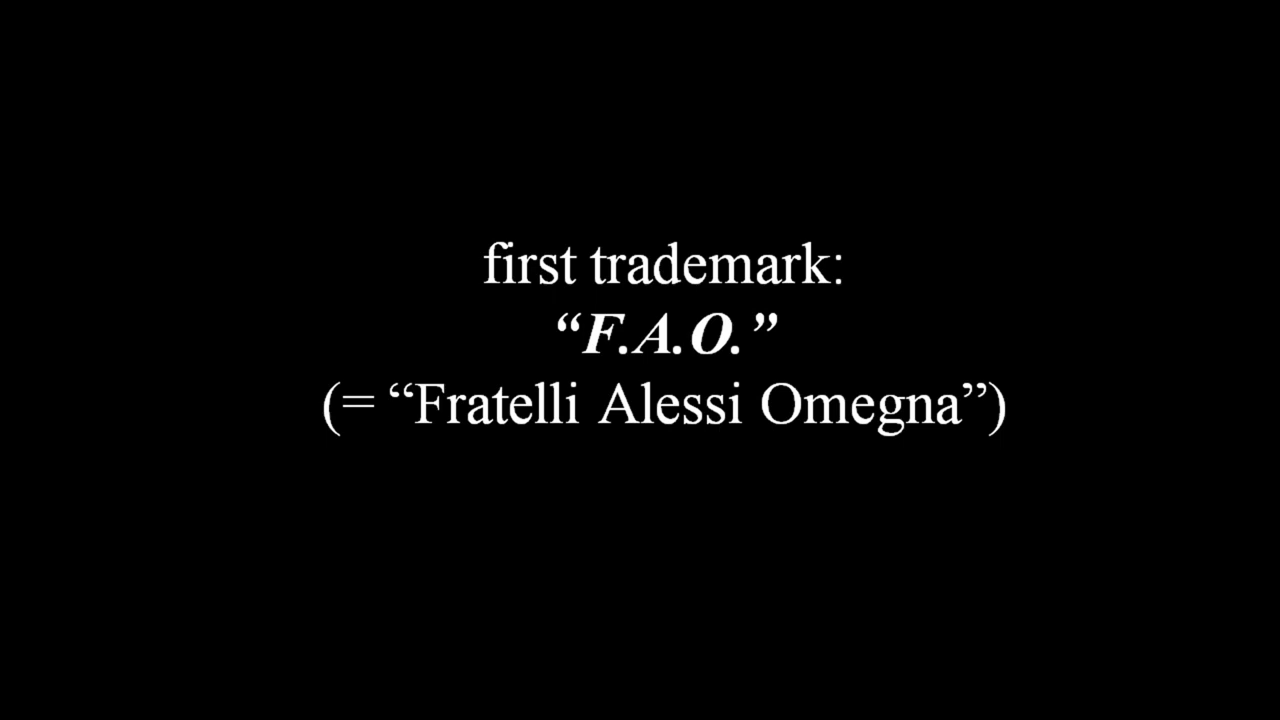 first trademark:
“F.A.O.”
(= “Fratelli Alessi Omegna”)